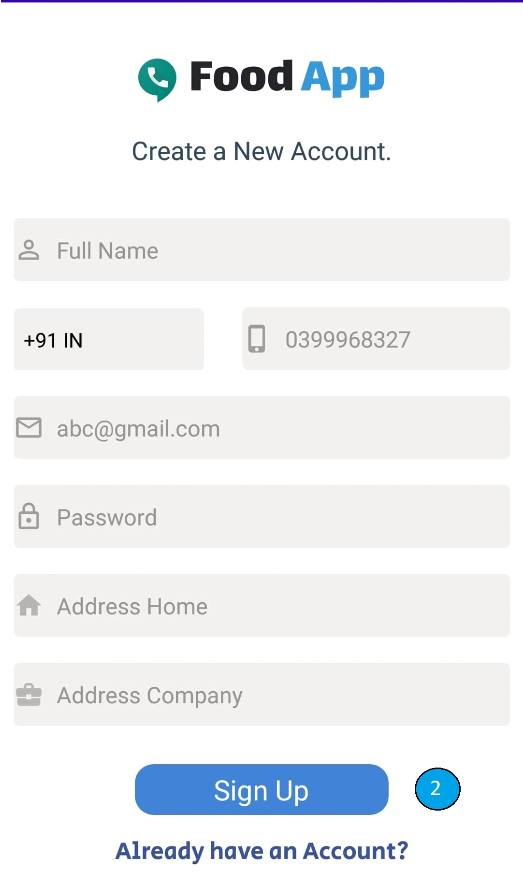 Food App
Create a New Account.
Full Name
+91 IN
0399968327
abc@gmail.com
Password
Address Home
Address Company
Sign Up
2
Already have an Account?